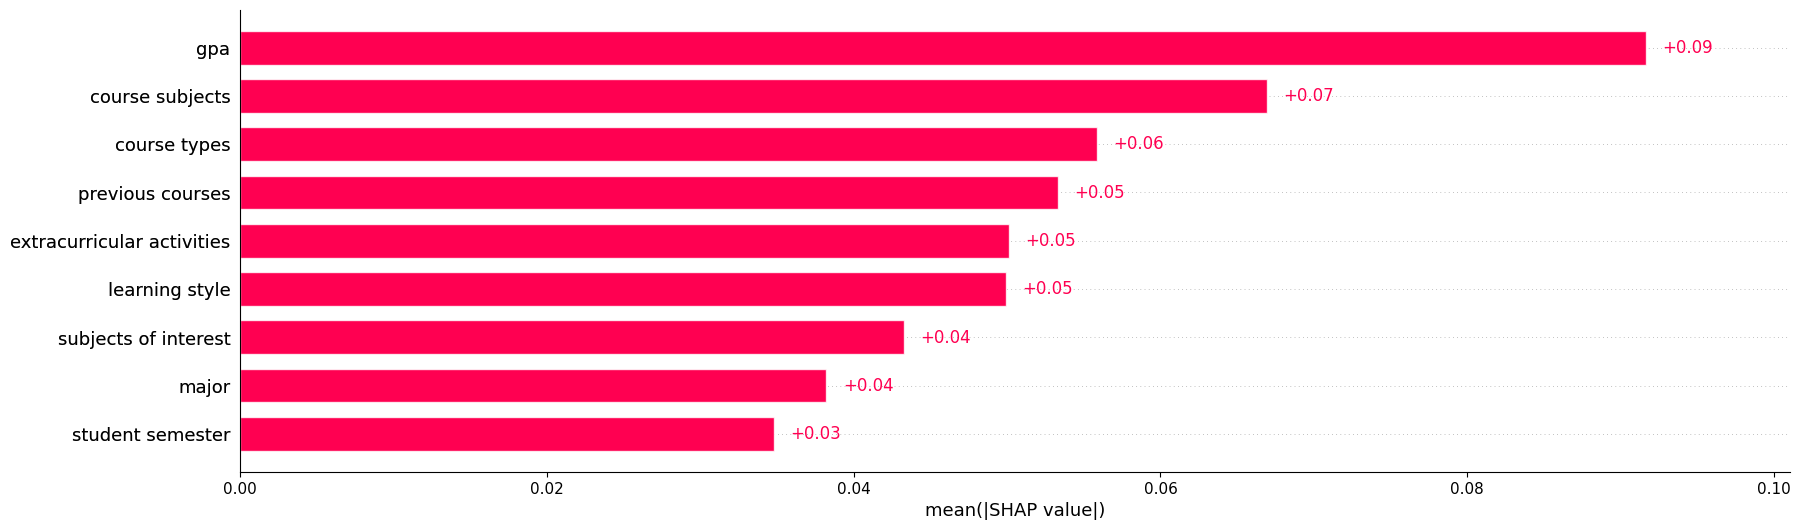 gpa +0.09
course subjects +0.07
course types +0.06
previous courses +0.05
extracurricular activities +0.05
learning style +0.05
subjects of interest +0.04
major +0.04
student semester +0.03
0.00 0.02 0.04 0.06 0.08 0.10
mean(|SHAP value|)